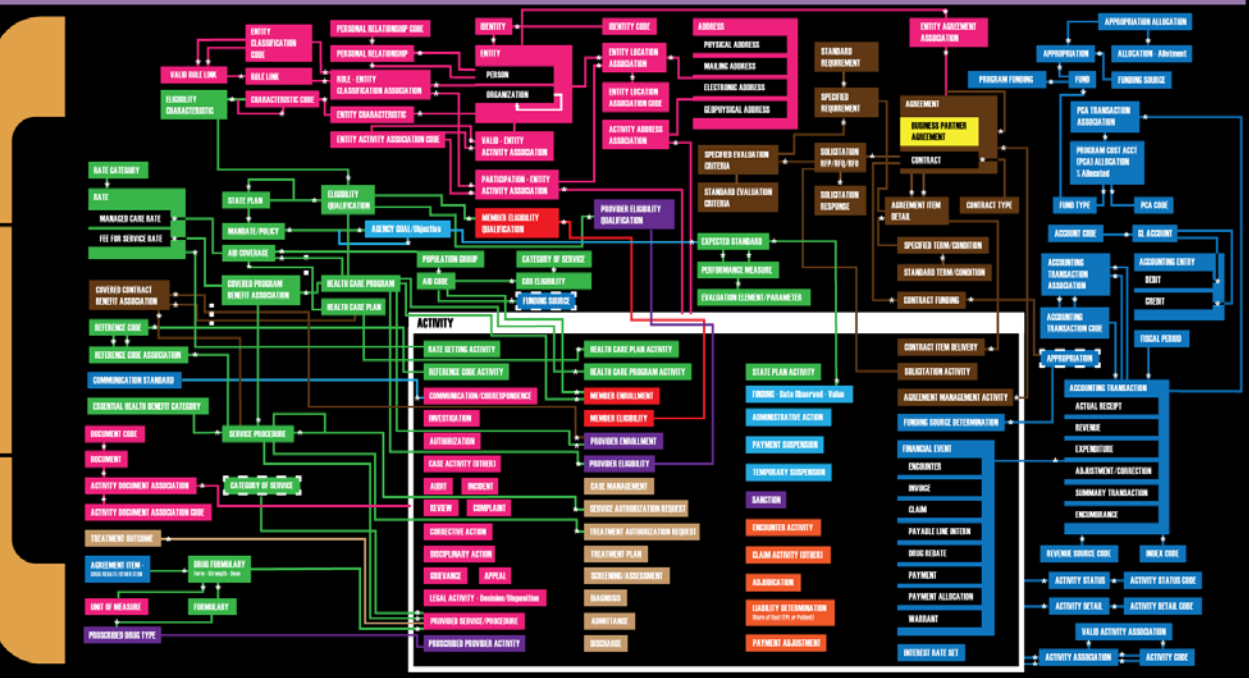 ENTITY
CLASSIFICATION
CODE
PERSONAL RELATIONSHIP CODE
PERSONAL RELATIONSHIP
VALID ROLE LINK
ROLE LINK
ROLE - ENTITY
CLASSIFICATION ASSOCIATION
ELIGIBILITY
CHARACTERISTIC
CHARACTERISTIC CODE
ENTITY CHARACTERISTIC
ENTITY ACTIVITY ASSOCIATION CODE
IDENTITY
IDENTITY CODE
ENTITY
PERSON
ORGANIZATION
VALID - ENTITY
ACTIVITY ASSOCIATION
PARTICIPATION - ENTITY
ACTIVITY ASSOCIATION
ENTITY LOCATION
ASSOCIATION
ENTITY LOCATION
ASSOCIATION CODE
ACTIVITY ADDRESS
ASSOCIATION
ADDRESS
PHYSICAL ADDRESS
MAILING ADDRESS
ELECTRONIC ADDRESS
GEOPHYSICAL ADDRESS
STANDARD
REQUIREMENT
SPECIFIED
REQUIREMENT
SPECIFIED EVALUATION
CRITERIA
STANDARD EVALUATION
CRITERIA
SOLICITATION
RFP/RFQ/RFO
SOLICITATION
RESPONSE
ENTITY AGREEMENT
ASSOCIATION
AGREEMENT
BUSINESS PARTNER
AGREEMENT
CONTRACT
AGREEMENT ITEM
DETAIL
CONTRACT TYPE
SPECIFIED TERM/CONDITION
STANDARD TERM/CONDITION
CONTRACT FUNDING
APPROPRIATION ALLOCATION
APPROPRIATION
ALLOCATION - Allotment
PROGRAM FUNDING
FUND
FUNDING SOURCE
PCA TRANSACTION
ASSOCIATION
PROGRAM COST ACCT
(PCA) ALLOCATION
% Allocated
FUND TYPE
PCA CODE
ACCOUNT CODE
GL ACCOUNT
ACCOUNTING
TRANSACTION
ASSOCIATION
ACCOUNTING ENTRY
DEBIT
CREDIT
ACCOUNTING
TRANSACTION CODE
FISCAL PERIOD
APPROPRIATION
RATE CATEGORY
RATE
MANAGED CARE RATE
FEE FOR SERVICE RATE
STATE PLAN
ELIGIBILITY
QUALIFICATION
MANDATE/POLICY
AGENCY GOAL/Objective
AID COVERAGE
MEMBER ELIGIBILITY
QUALIFICATION
PROVIDER ELIGIBILITY
QUALIFICATION
EXPECTED STANDARD
PERFORMANCE MEASURE
EVALUATION ELEMENT/PARAMETER
POPULATION GROUP
CATEGORY OF SERVICE
AID CODE
COS ELIGIBILITY
FUNDING SOURCE
COVERED CONTRACT
BENEFIT ASSOCIATION
COVERED PROGRAM
BENEFIT ASSOCIATION
HEALTH CARE PROGRAM
HEALTH CARE PLAN
REFERENCE CODE
REFERENCE CODE ASSOCIATION
COMMUNICATION STANDARD
ESSENTIAL HEALTH BENEFIT CATEGORY
SERVICE PROCEDURE
DOCUMENT CODE
DOCUMENT
ACTIVITY DOCUMENT ASSOCIATION
CATEGORY OF SERVICE
ACTIVITY DOCUMENT ASSOCIATION CODE
TREATMENT OUTCOME
AGREEMENT ITEM -
DRUG FORMULARY
Form - Strength - Dose
UNIT OF MEASURE
FORMULARY
PROSCRIBED DRUG TYPE
ACTIVITY
RATE SETTING ACTIVITY
REFERENCE CODE ACTIVITY
COMMUNICATION/CORRESPONDENCE
INVESTIGATION
AUTHORIZATION
CASE ACTIVITY (OTHER)
AUDIT
INCIDENT
REVIEW
COMPLAINT
CORRECTIVE ACTION
DISCIPLINARY ACTION
GRIEVANCE
APPEAL
LEGAL ACTIVITY - Decision/Disposition
PROVIDED SERVICE/PROCEDURE
PROSCRIBED PROVIDER ACTIVITY
HEALTH CARE PLAN ACTIVITY
HEALTH CARE PROGRAM ACTIVITY
MEMBER ENROLLMENT
MEMBER ELIGIBILITY
PROVIDER ENROLLMENT
PROVIDER ELIGIBILITY
CASE MANAGEMENT
SERVICE AUTHORIZATION REQUEST
TREATMENT AUTHORIZATION REQUEST
TREATMENT PLAN
SCREENING/ASSESSMENT
DIAGNOSIS
ADMITTANCE
DISCHARGE
STATE PLAN ACTIVITY
FUNDING - Date Observed - Value
ADMINISTRATIVE ACTION
PAYMENT SUSPENSION
TEMPORARY SUSPENSION
SANCTION
ENCOUNTER ACTIVITY
CLAIM ACTIVITY (OTHER)
ADJUDICATION
LIABILITY DETERMINATION
PAYMENT ADJUSTMENT
CONTRACT ITEM DELIVERY
SOLICITATION ACTIVITY
AGREEMENT MANAGEMENT ACTIVITY
FUNDING SOURCE DETERMINATION
FINANCIAL EVENT
ENCOUNTER
INVOICE
CLAIM
PAYABLE LINE INTERN
DRUG REBATE
PAYMENT
PAYMENT ALLOCATION
WARRANT
INTEREST RATE SET
ACCOUNTING TRANSACTION
ACTUAL RECEIPT
REVENUE
EXPENDITURE
ADJUSTMENT/CORRECTION
SUMMARY TRANSACTION
ENCUMBRANCE
REVENUE SOURCE CODE
INDEX CODE
ACTIVITY STATUS
ACTIVITY STATUS CODE
ACTIVITY DETAIL
ACTIVITY DETAIL CODE
VALID ACTIVITY ASSOCIATION
ACTIVITY ASSOCIATION
ACTIVITY CODE